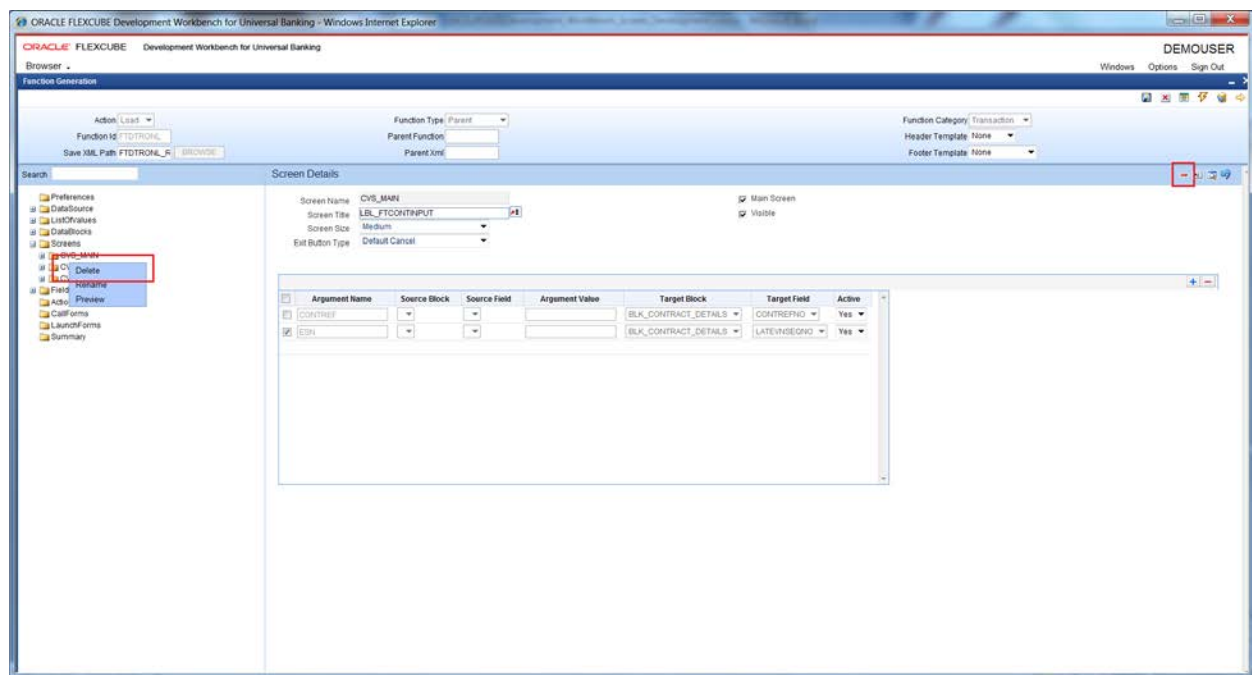 ORACLE FLEXCUBE Development Workbench for Universal Banking - Windows Internet Explorer
ORACLE FLEXCUBE Development Workbench for Universal Banking
DEMOUSER
Browser
Windows Options Sign Out
Function Generation
Action Load Function Type Parent Function Category Transaction
Function Id FTDTRONL Parent Function Header Template None
Save XML Path FTDTRONL_R BROWSE Parent Xml Footer Template None
Search Screen Details
Preferences
DataSource
ListOfValues
DataBlocks
Screens
CVS_MAIN
CV
Field
Actio
CallForms
LaunchForms
Summary
Delete
Rename
Preview
Screen Name CVS_MAIN Main Screen
Screen Title LBL_FTCONTINPUT Visible
Screen Size Medium
Exit Button Type Default Cancel
Argument Name Source Block Source Field Argument Value Target Block Target Field Active
CONTREF BLK_CONTRACT_DETAILS CONTREFNO Yes
ESN BLK_CONTRACT_DETAILS LATEVNSEQNO Yes